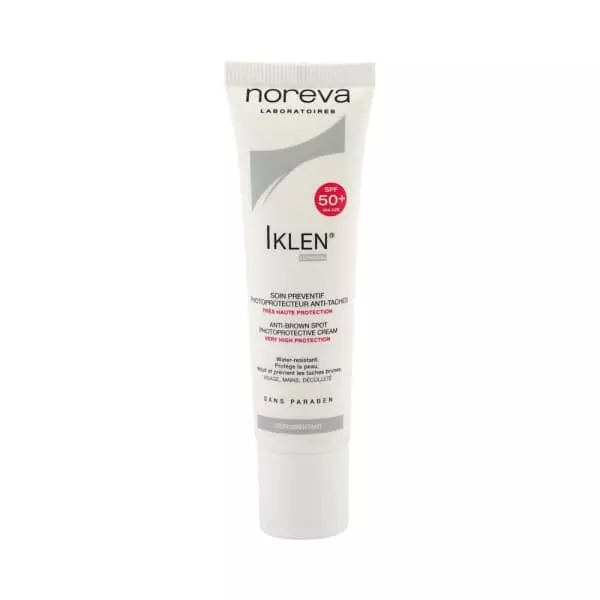 noreva
LABORATOIRES
SPF
50+
IKLEN®
SOIN PREVENTIF
PHOTOPROTECTEUR ANTI-TACHES
TRÈS HAUTE PROTECTION
ANTI-BROWN SPOT
PHOTOPROTECTIVE CREAM
VERY HIGH PROTECTION
Water-resistant.
Protège la peau,
réduit et prévient les taches brunes.
VISAGE, MAINS, DÉCOLLETÉ
SANS PARABEN
DÉPIGMENTANT